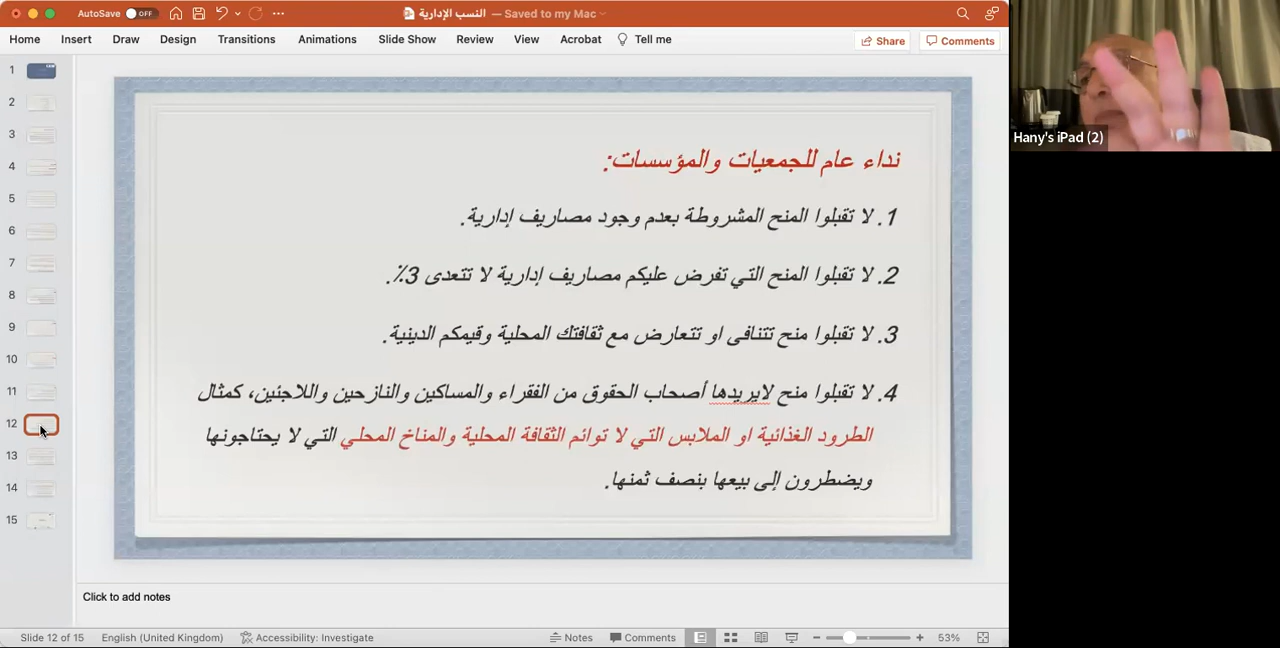 AutoSave OFF النسب الإدارية — Saved to my Mac
Home Insert Draw Design Transitions Animations Slide Show Review View Acrobat Tell me Share Comments
1
2
3
4
5
6
7
8
9
10
11
12
13
14
15
نداء عام للجمعيات والمؤسسات:
1. لا تقبلوا المنح المشروطة بعدم وجود مصاريف إدارية.
2. لا تقبلوا المنح التي تفرض عليكم مصاريف إدارية لا تتعدى 3٪.
3. لا تقبلوا منح تتنافى او تتعارض مع ثقافتك المحلية وقيمكم الدينية.
4. لا تقبلوا منح لايريدها أصحاب الحقوق من الفقراء والمساكين والنازحين واللاجئين، كمثال
الطرود الغذائية او الملابس التي لا توائم الثقافة المحلية والمناخ المحلي التي لا يحتاجونها
ويضطرون إلى بيعها بنصف ثمنها.
Click to add notes
Slide 12 of 15 English (United Kingdom) Accessibility: Investigate Notes Comments 53%
Hany's iPad (2)